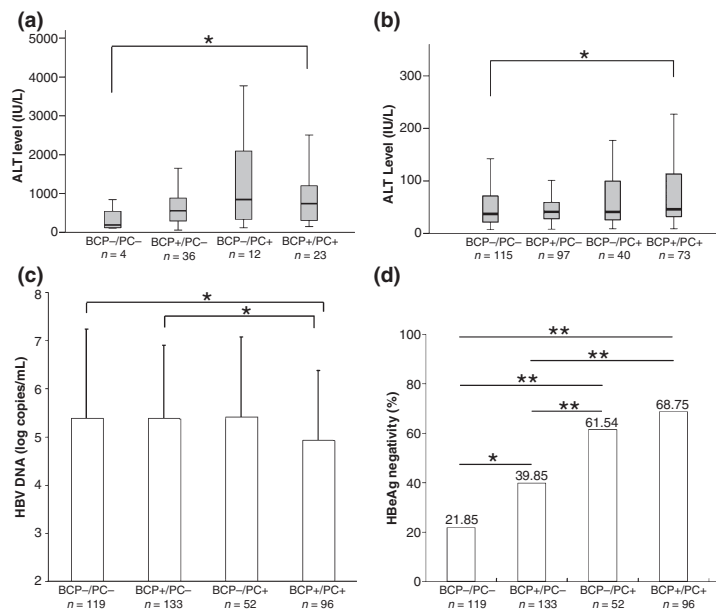 (a)
ALT level (IU/L)
5000
4000
3000
2000
1000
0
*
BCP–/PC– BCP+/PC– BCP–/PC+ BCP+/PC+
n = 4 n = 36 n = 12 n = 23
(b)
ALT Level (IU/L)
300
200
100
0
*
BCP–/PC– BCP+/PC– BCP–/PC+ BCP+/PC+
n = 115 n = 97 n = 40 n = 73
(c)
HBV DNA (log copies/mL)
8
7
6
5
4
3
2
*
*
BCP–/PC– BCP+/PC– BCP–/PC+ BCP+/PC+
n = 119 n = 133 n = 52 n = 96
(d)
HBeAg negativity (%)
100
80
60
40
20
0
**
**
**
**
*
21.85
39.85
61.54
68.75
BCP–/PC– BCP+/PC– BCP–/PC+ BCP+/PC+
n = 119 n = 133 n = 52 n = 96